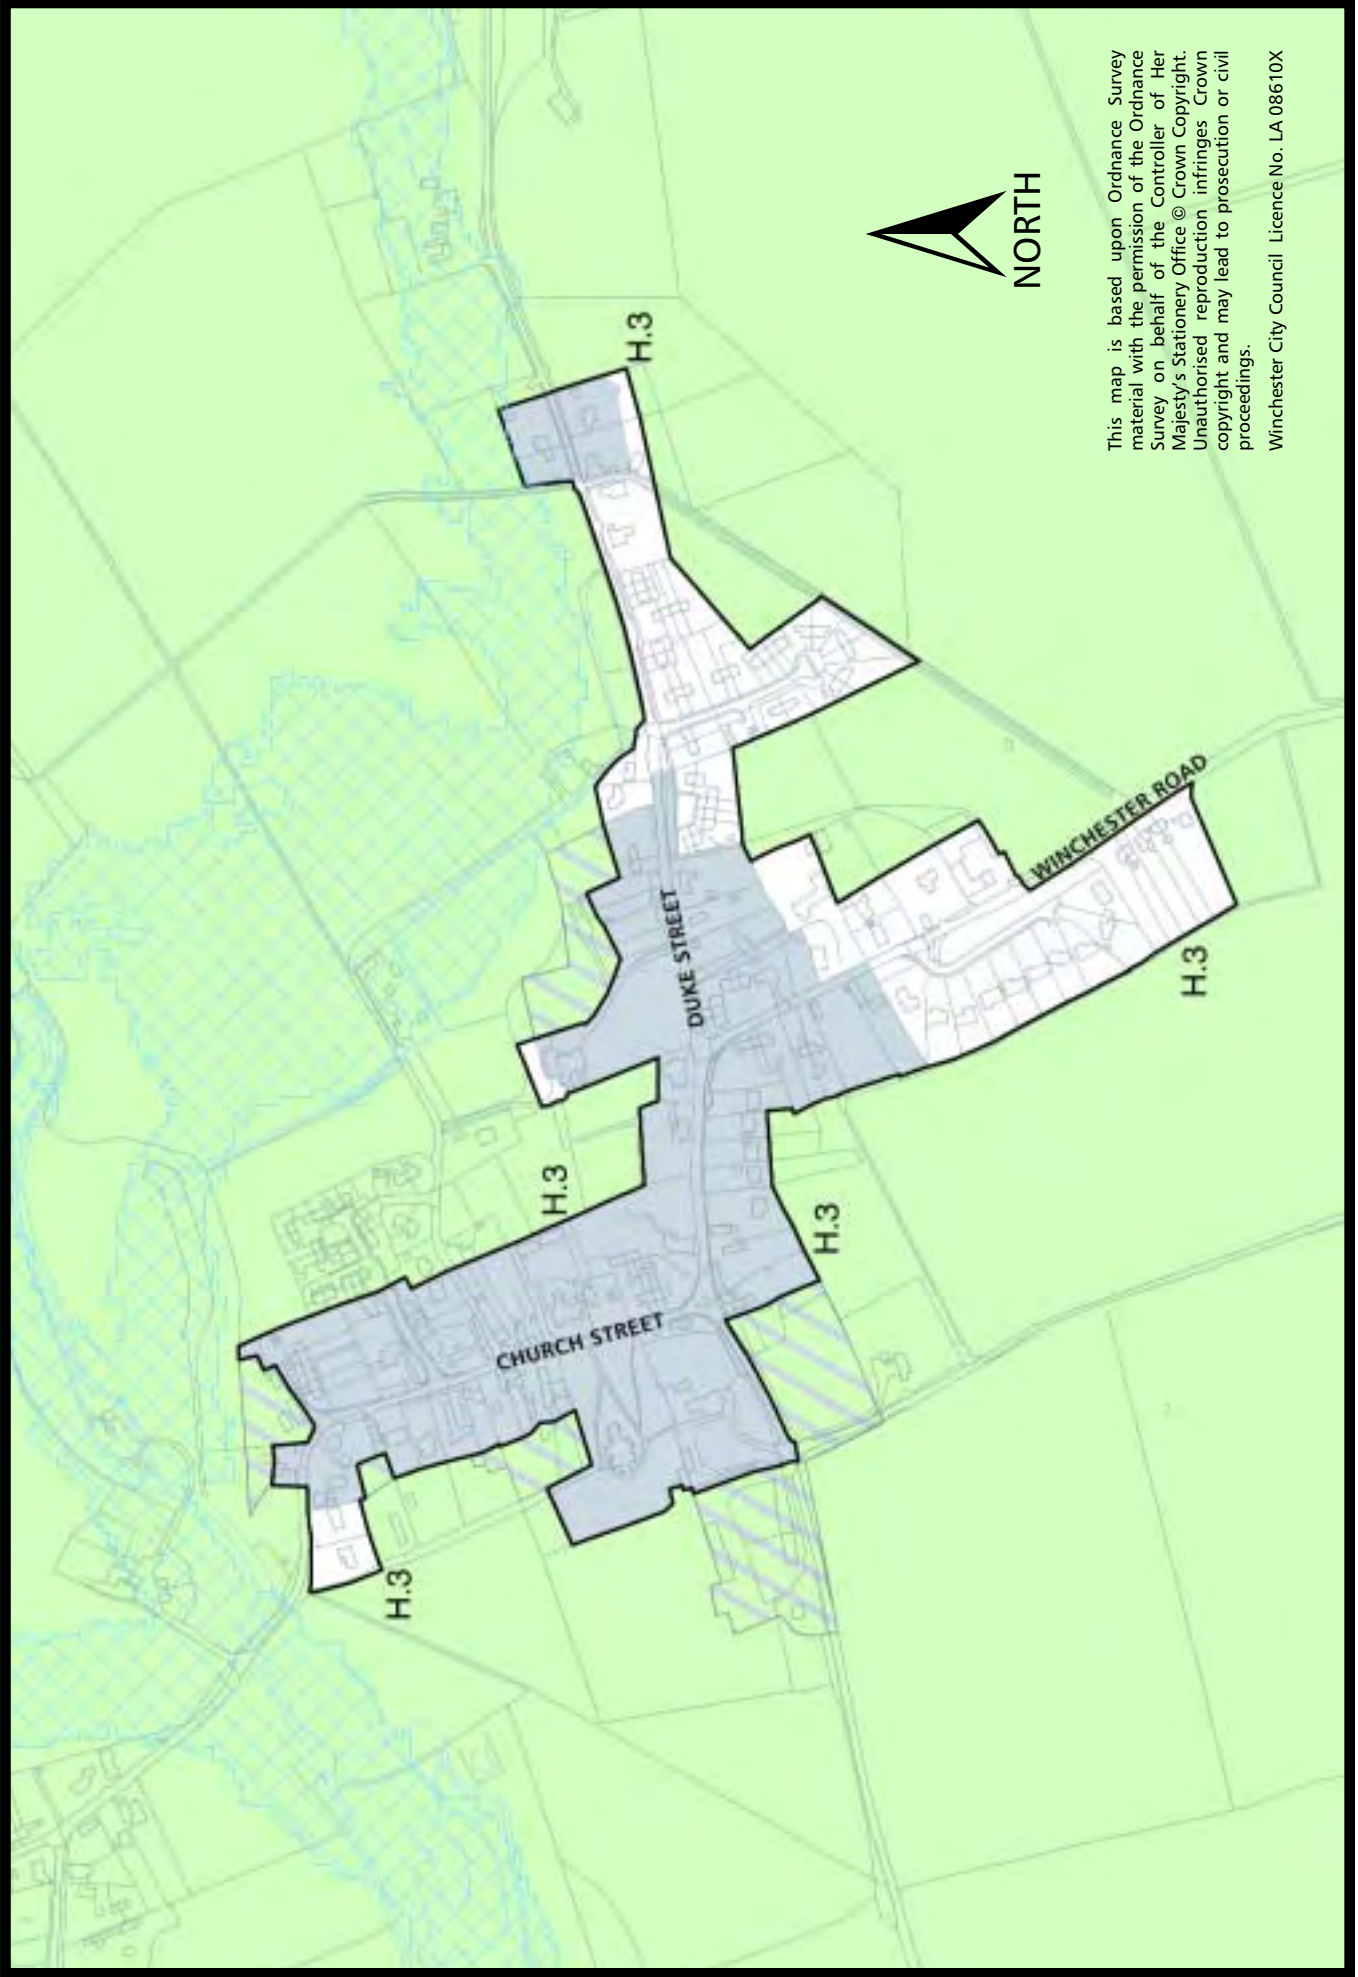 H.3
H.3
H.3
H.3
H.3
CHURCH STREET
DUKE STREET
WINCHESTER ROAD
NORTH
This map is based upon Ordnance Survey
material with the permission of the Ordnance
Survey on behalf of the Controller of Her
Majesty's Stationery Office © Crown Copyright.
Unauthorised reproduction infringes Crown
copyright and may lead to prosecution or civil
proceedings.
Winchester City Council Licence No. LA 08610X